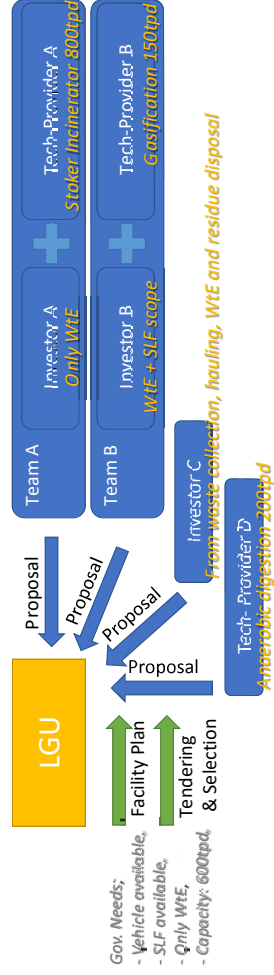 Gov. Needs;
- Vehicle available,
- SLF available,
- Only WtE,
- Capacity: 600tpd,
LGU
Facility Plan
Tendering
& Selection
Proposal
Proposal
Proposal
Proposal
Team A
Investor A
Only WtE
Tech-Provider A
Stoker Incinerator 800tpd
Team B
Investor B
WtE + SLF scope
Tech-Provider B
Gasification 150tpd
Investor C
From waste collection, hauling, WtE and residue disposal
Tech- Provider D
Anaerobic digestion 200tpd